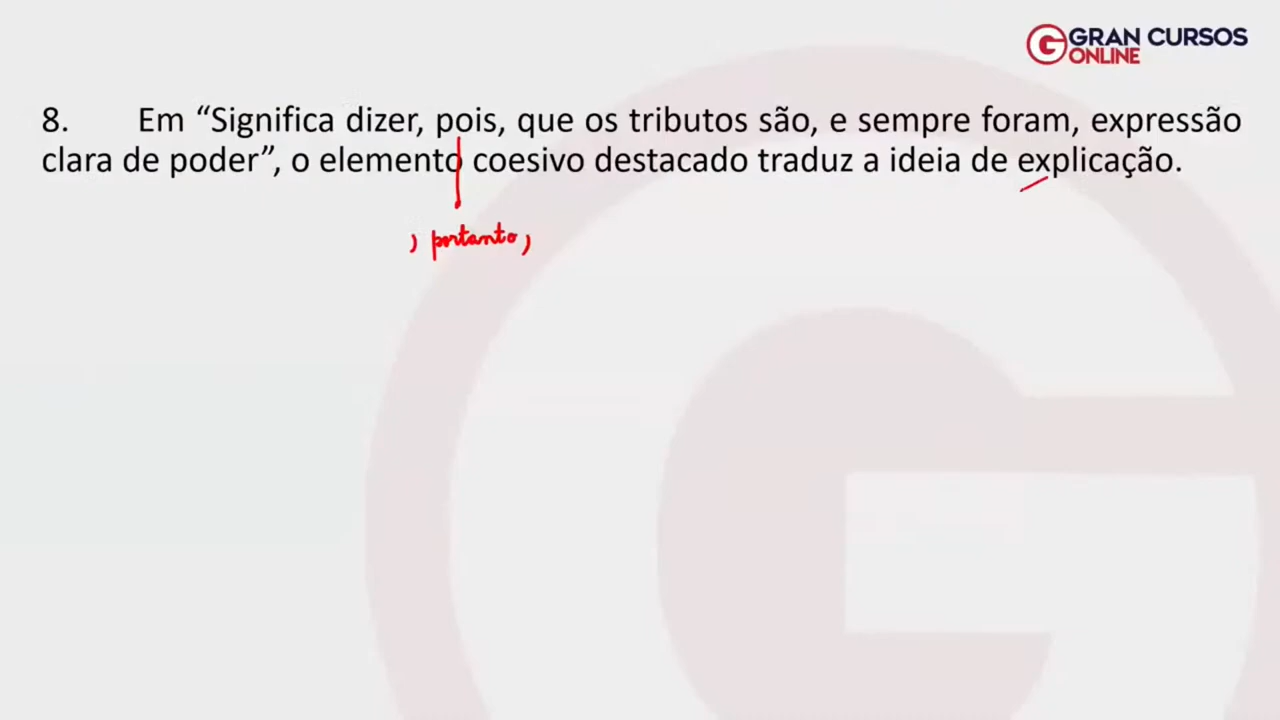 GRAN CURSOS
ONLINE
8. Em “Significa dizer, pois, que os tributos são, e sempre foram, expressão
clara de poder”, o elemento coesivo destacado traduz a ideia de explicação.
, portanto,